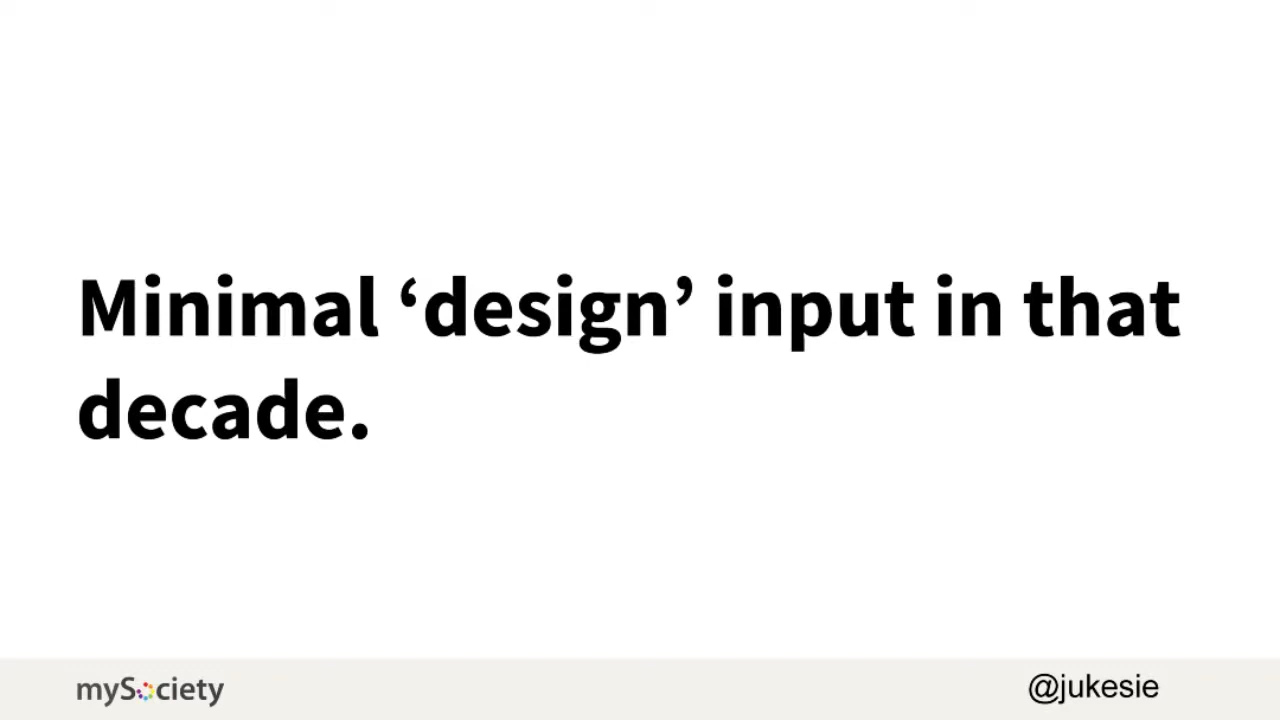 Minimal ‘design’ input in that
decade.
mySociety
@jukesie